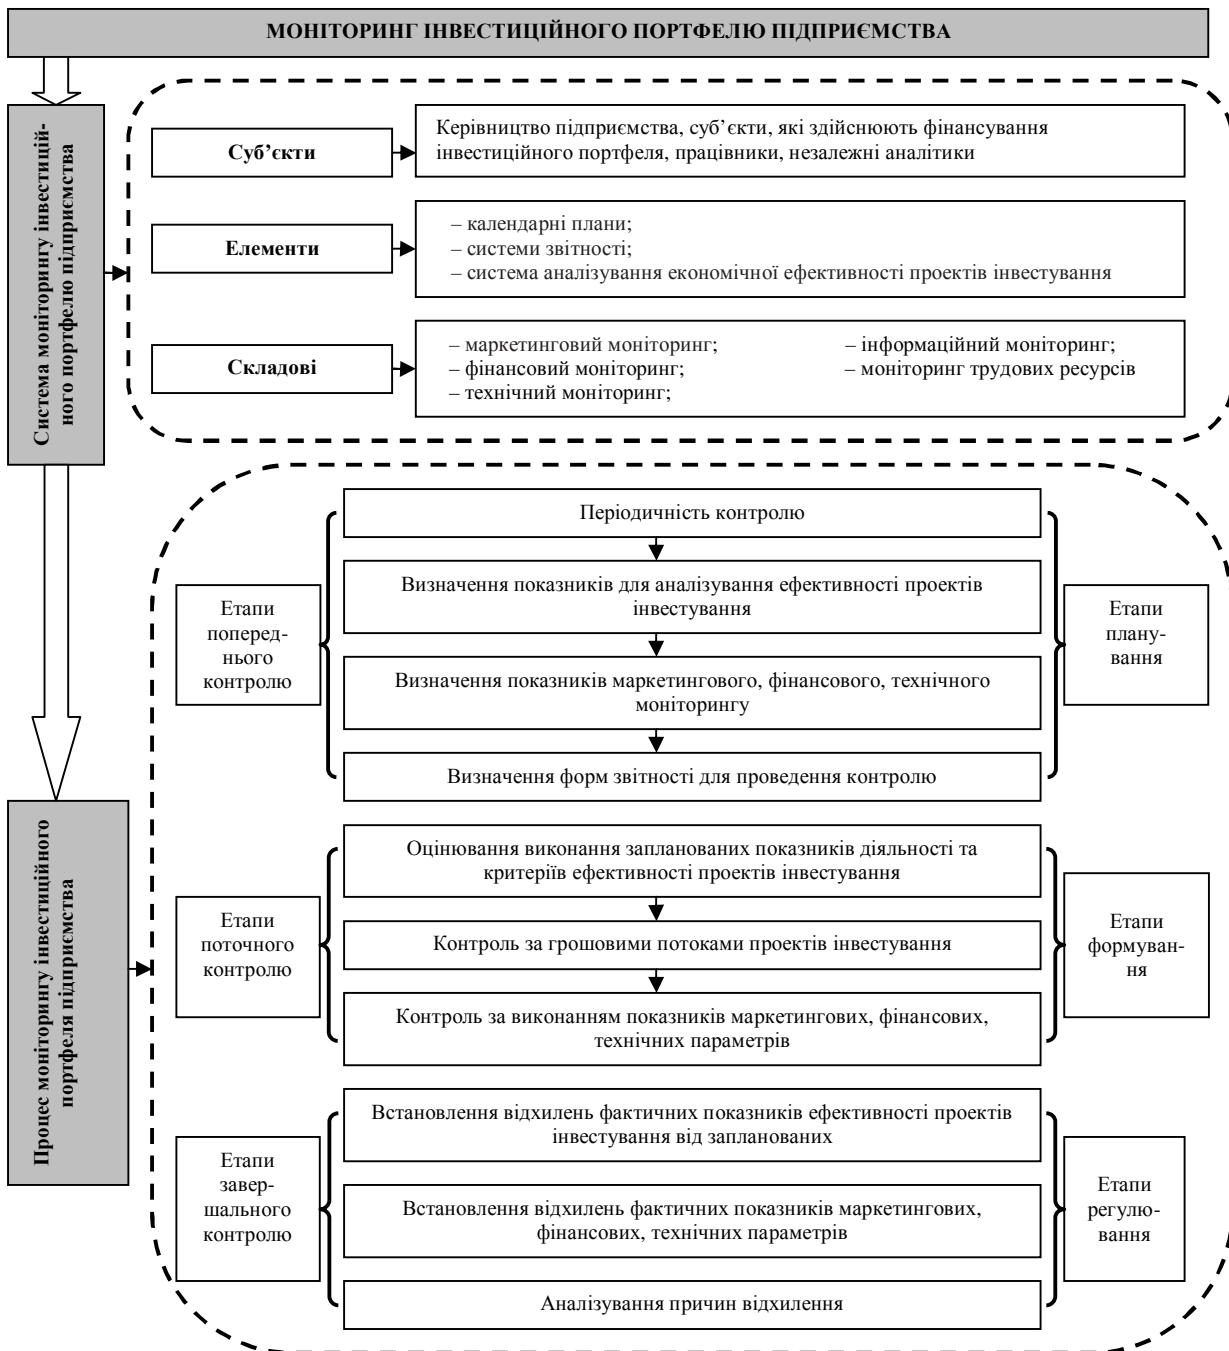 МОНІТОРИНГ ІНВЕСТИЦІЙНОГО ПОРТФЕЛЮ ПІДПРИЄМСТВА
Система моніторингу інвестицій-
ного портфелю підприємства
Суб’єкти
Керівництво підприємства, суб’єкти, які здійснюють фінансування
інвестиційного портфеля, працівники, незалежні аналітики
Елементи
– календарні плани;
– системи звітності;
– система аналізування економічної ефективності проектів інвестування
Складові
– маркетинговий моніторинг;
– фінансовий моніторинг;
– технічний моніторинг;
– інформаційний моніторинг;
– моніторинг трудових ресурсів
Процес моніторингу інвестиційного
портфеля підприємства
Етапи
поперед-
нього
контролю
Періодичність контролю
Визначення показників для аналізування ефективності проектів
інвестування
Визначення показників маркетингового, фінансового, технічного
моніторингу
Визначення форм звітності для проведення контролю
Етапи
плану-
вання
Етапи
поточного
контролю
Оцінювання виконання запланованих показників діяльності та
критеріїв ефективності проектів інвестування
Контроль за грошовими потоками проектів інвестування
Контроль за виконанням показників маркетингових, фінансових,
технічних параметрів
Етапи
формуван-
ня
Етапи
завер-
шального
контролю
Встановлення відхилень фактичних показників ефективності проектів
інвестування від запланованих
Встановлення відхилень фактичних показників маркетингових,
фінансових, технічних параметрів
Аналізування причин відхилення
Етапи
регулю-
вання